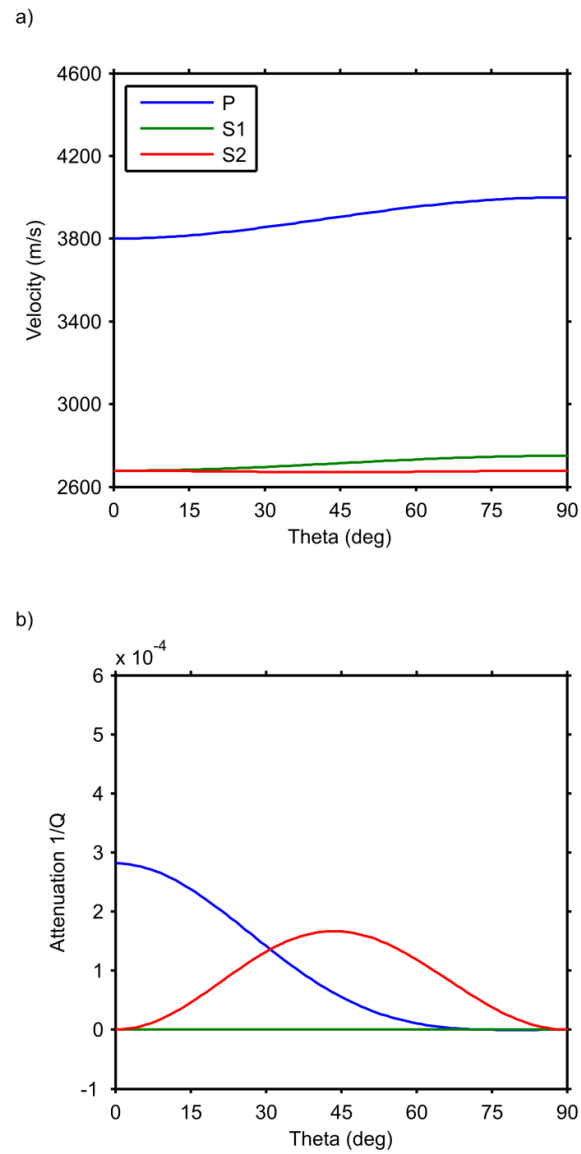 a)
4600
4200
3800
3400
3000
2600
Velocity (m/s)
P
S1
S2
0 15 30 45 60 75 90
Theta (deg)
b)
x 10-4
6
5
4
3
2
1
0
-1
Attenuation 1/Q
0 15 30 45 60 75 90
Theta (deg)